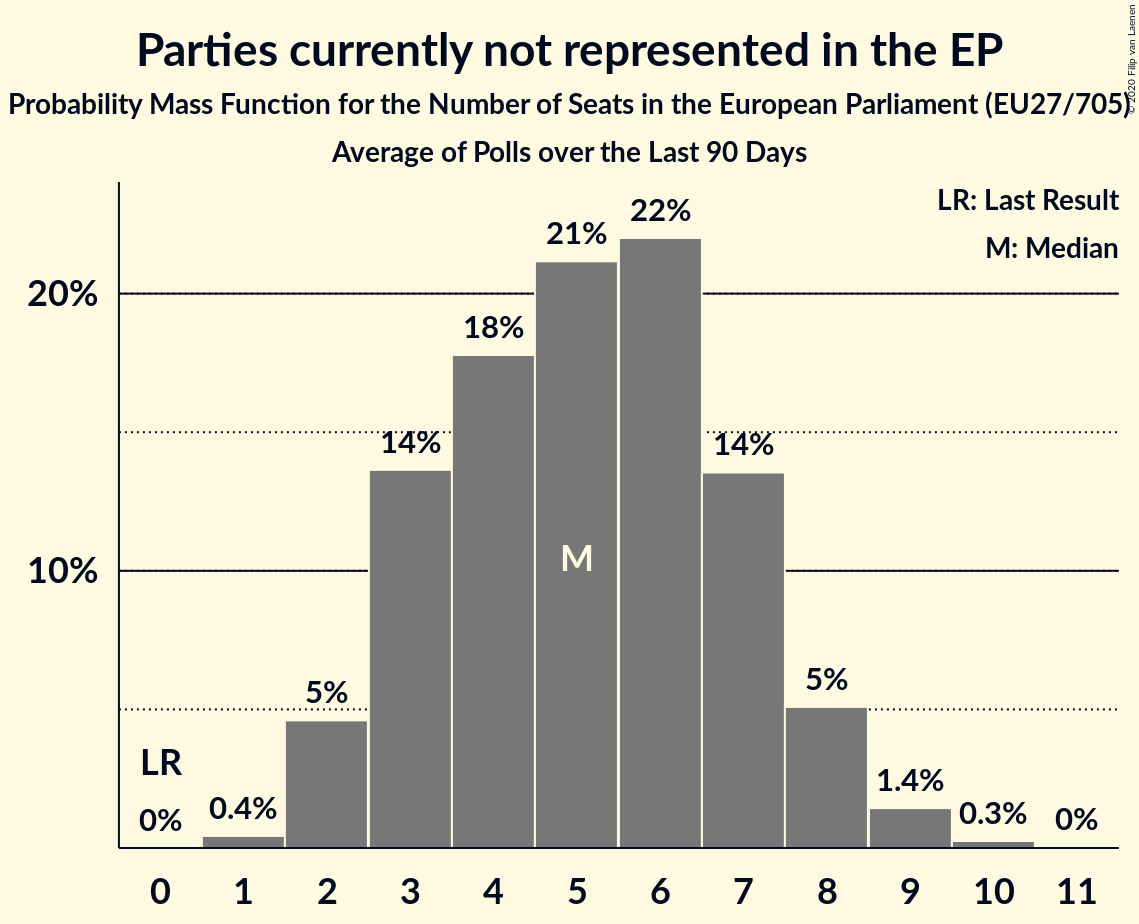 Parties currently not represented in the EP
Probability Mass Function for the Number of Seats in the European Parliament (EU27/705)
Average of Polls over the Last 90 Days
© 2020 Filip van Laenen
LR: Last Result
M: Median
20%
10%
LR
0%
0.4%
5%
14%
18%
21%
22%
14%
5%
1.4%
0.3%
0%
M
0 1 2 3 4 5 6 7 8 9 10 11